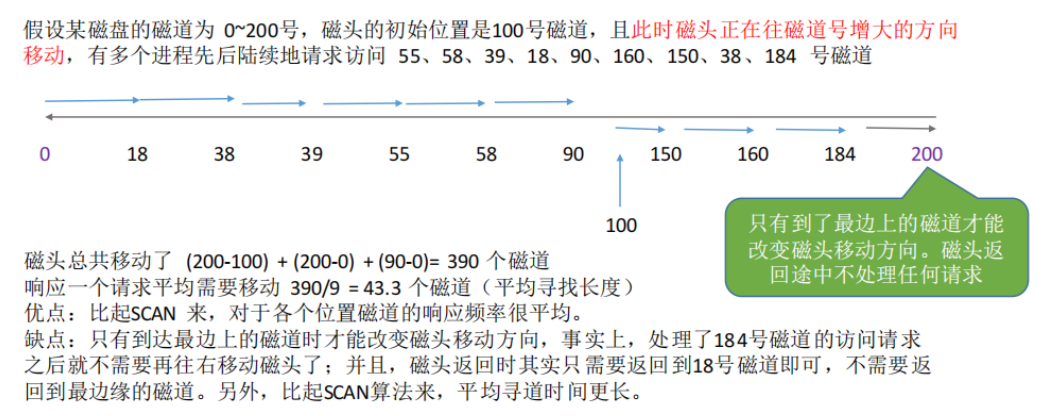 假设某磁盘的磁道为 0~200号，磁头的初始位置是100号磁道，且此时磁头正在往磁道号增大的方向
移动，有多个进程先后陆续地请求访问 55、58、39、18、90、160、150、38、184 号磁道
0 18 38 39 55 58 90 150 160 184 200
100
只有到了最边上的磁道才能
改变磁头移动方向。磁头返
回途中不处理任何请求
磁头总共移动了 (200-100) + (200-0) + (90-0)= 390 个磁道
响应一个请求平均需要移动 390/9 = 43.3 个磁道（平均寻找长度）
优点：比起SCAN 来，对于各个位置磁道的响应频率很平均。
缺点：只有到达最边上的磁道时才能改变磁头移动方向，事实上，处理了184号磁道的访问请求
之后就不需要再往右移动磁头了；并且，磁头返回时其实只需要返回到18号磁道即可，不需要返
回到最边缘的磁道。另外，比起SCAN算法来，平均寻道时间更长。